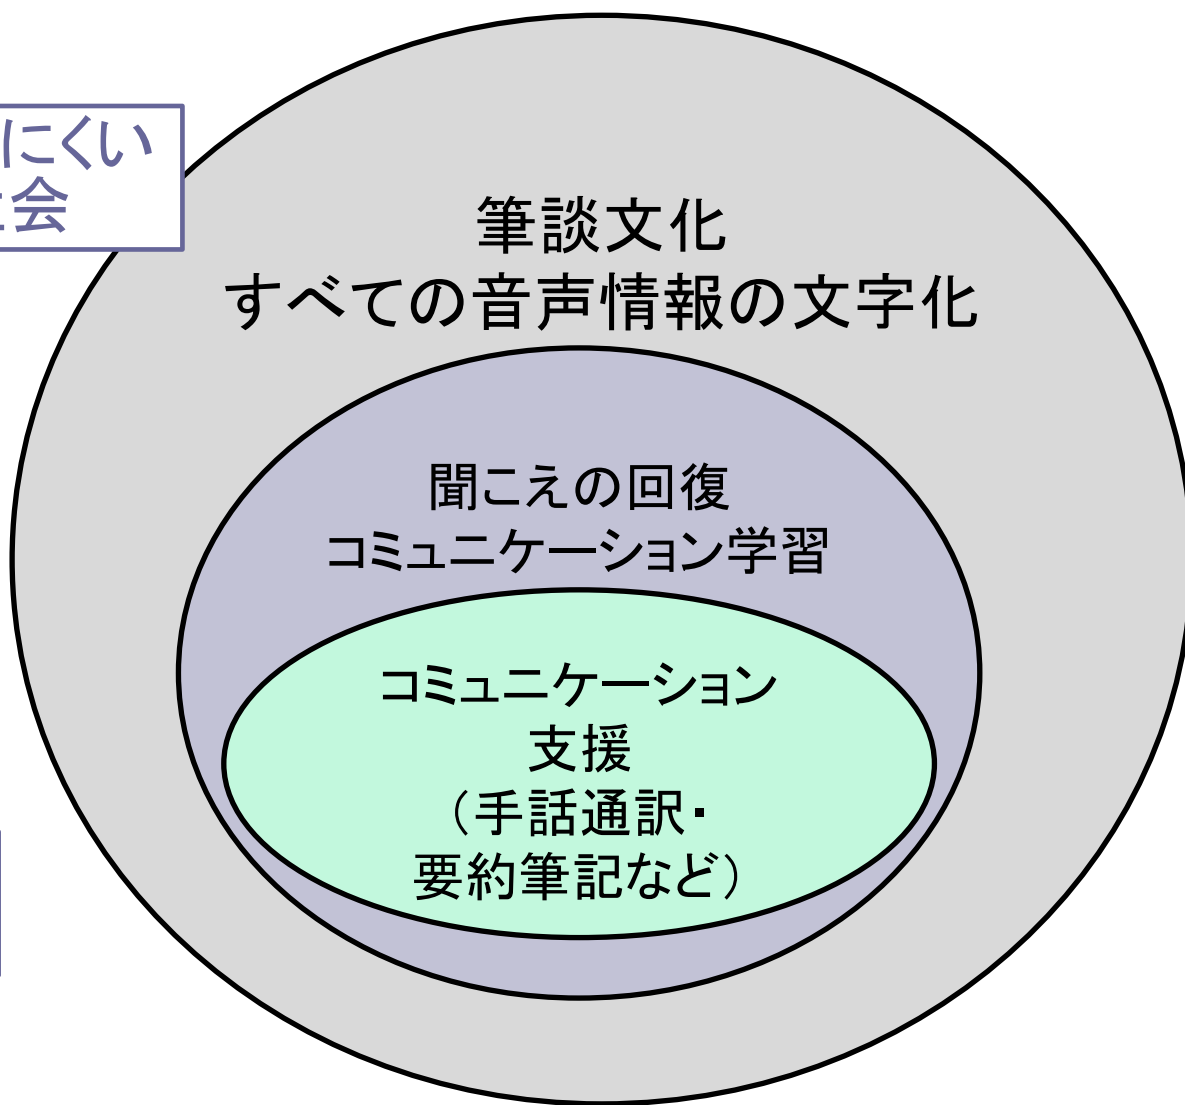 にくい
会
筆談文化
すべての音声情報の文字化
聞こえの回復
コミュニケーション学習
コミュニケーション
支援
（手話通訳・
要約筆記など）